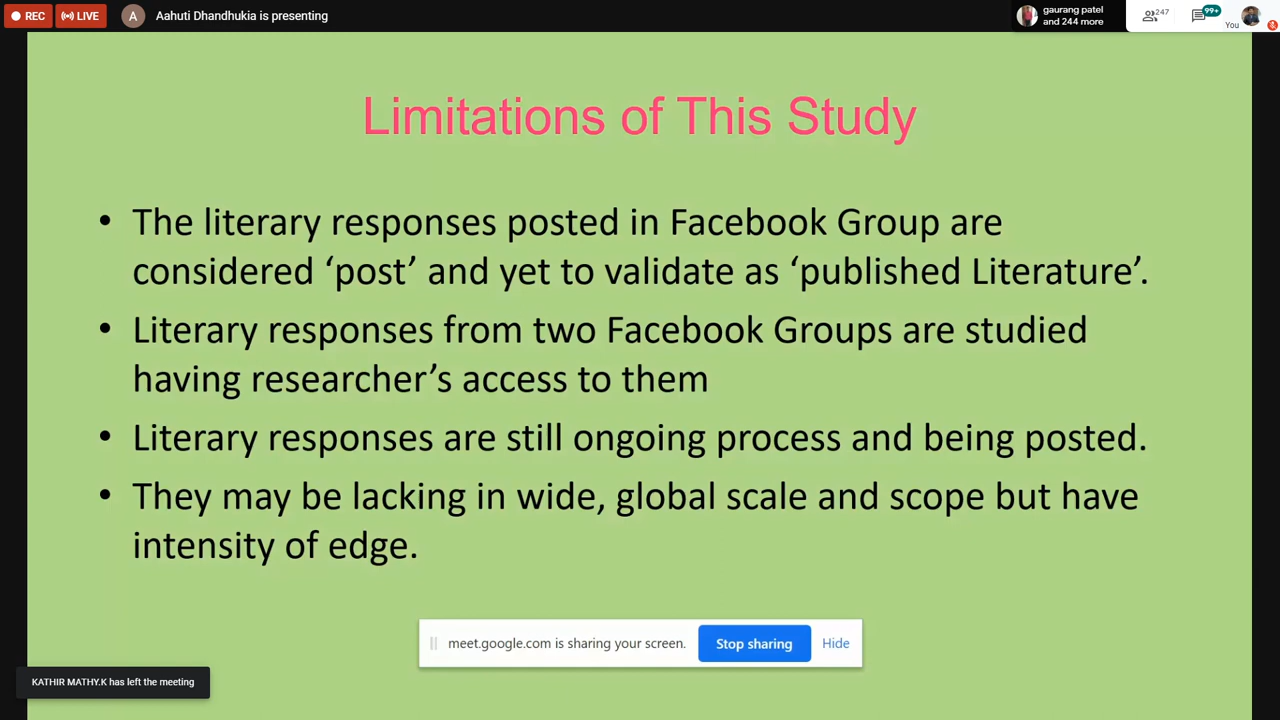 REC
LIVE
A
Aahuti Dhandhukia is presenting
gaurang patel
and 244 more
247
99+
You
Limitations of This Study
• The literary responses posted in Facebook Group are
considered ‘post’ and yet to validate as ‘published Literature’.
• Literary responses from two Facebook Groups are studied
having researcher’s access to them
• Literary responses are still ongoing process and being posted.
• They may be lacking in wide, global scale and scope but have
intensity of edge.
meet.google.com is sharing your screen.
Stop sharing
Hide
KATHIR MATHY.K has left the meeting